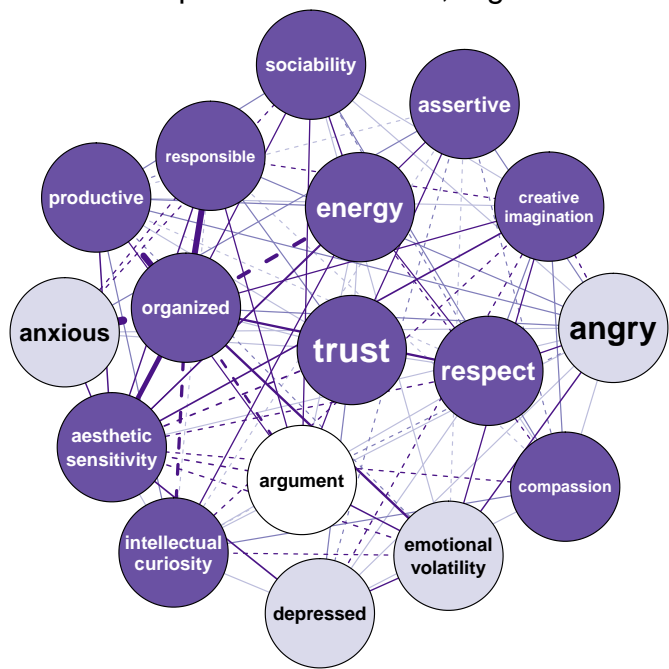 sociability
assertive
responsible
productive
energy
creative
imagination
organized
anxious
trust
angry
respect
aesthetic
sensitivity
argument
compassion
intellectual
curiosity
emotional
volatility
depressed